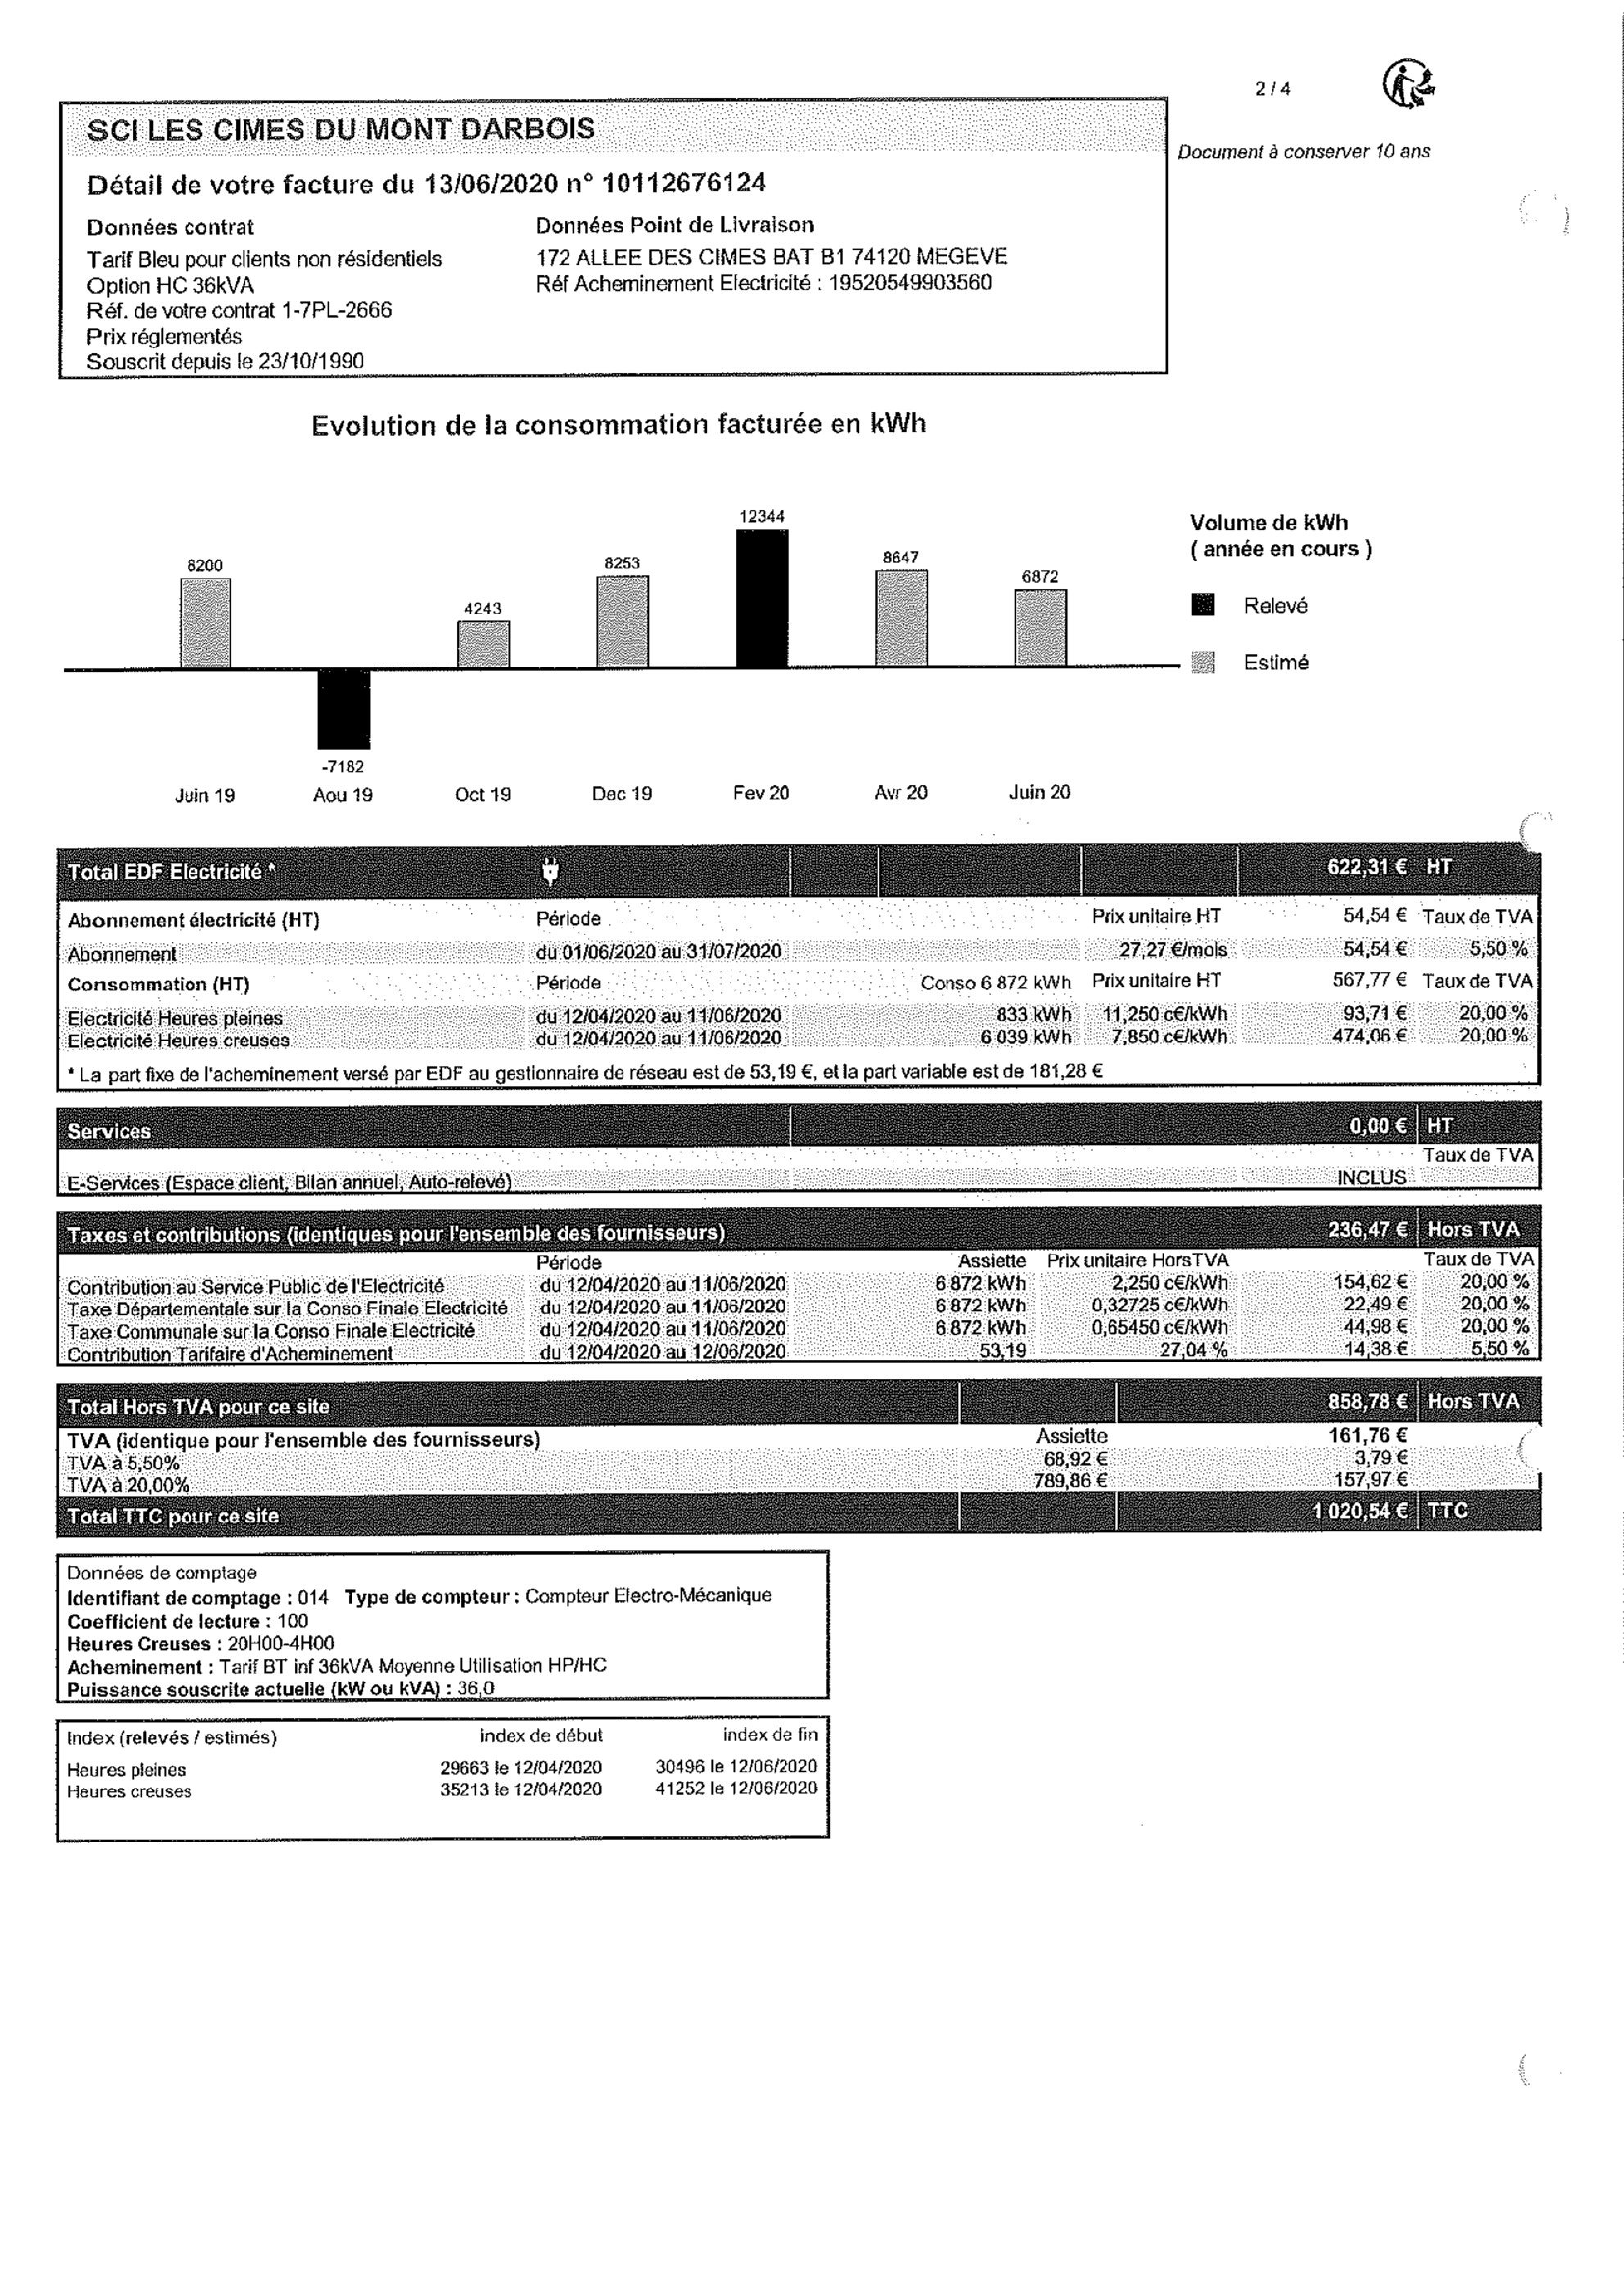 2 / 4
SCI LES CIMES DU MONT DARBOIS
Document à conserver 10 ans
Détail de votre facture du 13/06/2020 n° 10112676124
Données contrat Données Point de Livraison
Tarif Bleu pour clients non résidentiels 172 ALLEE DES CIMES BAT B1 74120 MEGEVE
Option HC 36kVA Réf Acheminement Electricité : 19520549903560
Réf. de votre contrat 1-7PL-2666
Prix réglementés
Souscrit depuis le 23/10/1990
Evolution de la consommation facturée en kWh
12344
8200 8253 8647 6872
4243
-7182
Volume de kWh
( année en cours )
Relevé
Estimé
Juin 19 Aou 19 Oct 19 Dec 19 Fev 20 Avr 20 Juin 20
Total EDF Electricité * 622,31 € HT
Abonnement électricité (HT) Période Prix unitaire HT 54,54 € Taux de TVA
Abonnement du 01/06/2020 au 31/07/2020 27,27 €/mois 54,54 € 5,50 %
Consommation (HT) Période Conso 6 872 kWh Prix unitaire HT 567,77 € Taux de TVA
Electricité Heures pleines du 12/04/2020 au 11/06/2020 833 kWh 11,250 c€/kWh 93,71 € 20,00 %
Electricité Heures creuses du 12/04/2020 au 11/06/2020 6 039 kWh 7,850 c€/kWh 474,06 € 20,00 %
* La part fixe de l'acheminement versé par EDF au gestionnaire de réseau est de 53,19 €, et la part variable est de 181,28 €
Services 0,00 € HT
Taux de TVA
E-Services (Espace client, Bilan annuel, Auto-relevé) INCLUS
Taxes et contributions (identiques pour l'ensemble des fournisseurs) 236,47 € Hors TVA
Période Assiette Prix unitaire HorsTVA Taux de TVA
Contribution au Service Public de l'Electricité du 12/04/2020 au 11/06/2020 6 872 kWh 2,250 c€/kWh 154,62 € 20,00 %
Taxe Départementale sur la Conso Finale Electricité du 12/04/2020 au 11/06/2020 6 872 kWh 0,32725 c€/kWh 22,49 € 20,00 %
Taxe Communale sur la Conso Finale Electricité du 12/04/2020 au 11/06/2020 6 872 kWh 0,65450 c€/kWh 44,98 € 20,00 %
Contribution Tarifaire d'Acheminement du 12/04/2020 au 12/06/2020 53,19 27,04 % 14,38 € 5,50 %
Total Hors TVA pour ce site 858,78 € Hors TVA
TVA (identique pour l'ensemble des fournisseurs) Assiette 161,76 €
TVA à 5,50% 68,92 € 3,79 €
TVA à 20,00% 789,86 € 157,97 €
Total TTC pour ce site 1 020,54 € TTC
Données de comptage
Identifiant de comptage : 014 Type de compteur : Compteur Electro-Mécanique
Coefficient de lecture : 100
Heures Creuses : 20H00-4H00
Acheminement : Tarif BT inf 36kVA Moyenne Utilisation HP/HC
Puissance souscrite actuelle (kW ou kVA) : 36,0
Index (relevés / estimés) index de début index de fin
Heures pleines 29663 le 12/04/2020 30496 le 12/06/2020
Heures creuses 35213 le 12/04/2020 41252 le 12/06/2020